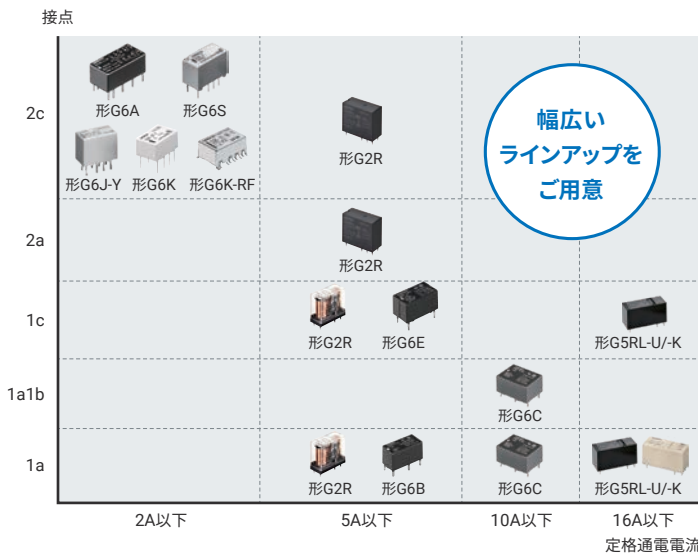 接点
2c
形G6A
形G6S
形G6J-Y
形G6K
形G6K-RF
形G2R
幅広い
ラインアップを
ご用意
2a
形G2R
1c
形G2R
形G6E
形G5RL-U/-K
1a1b
形G6C
1a
形G2R
形G6B
形G6C
形G5RL-U/-K
2A以下
5A以下
10A以下
16A以下
定格通電電流